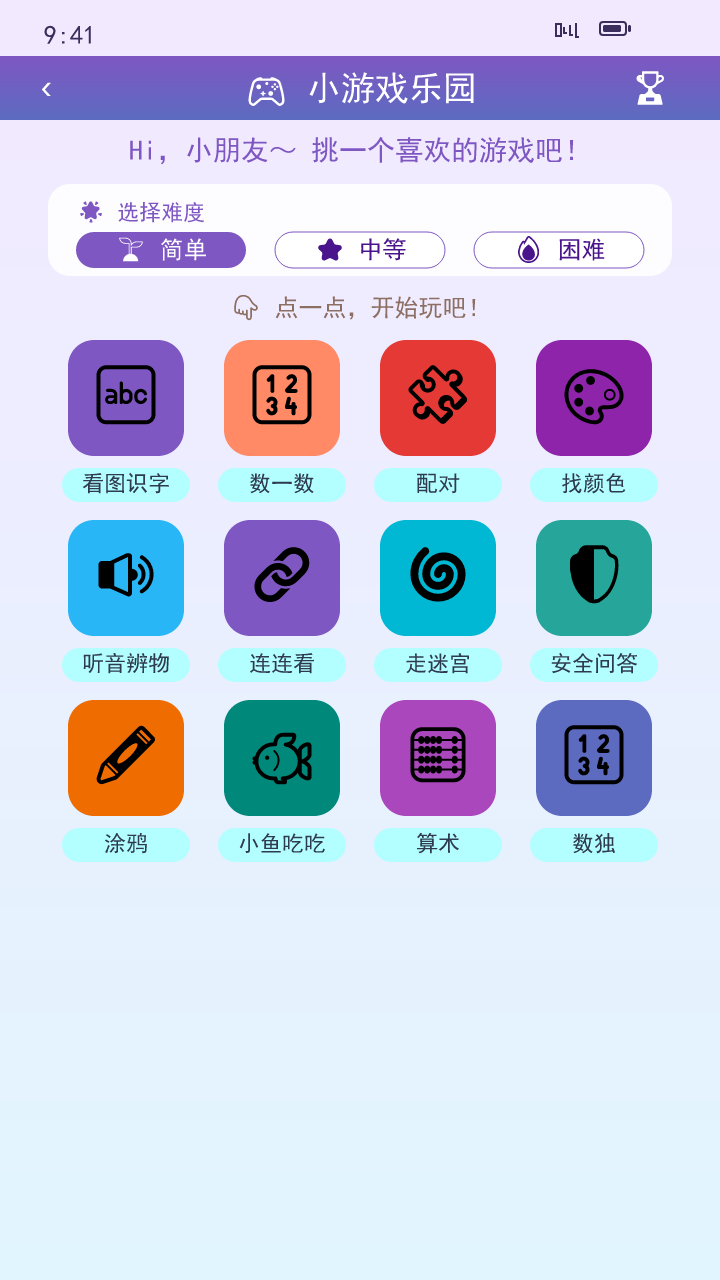 9:41
小游戏乐园
Hi, 小朋友～ 挑一个喜欢的游戏吧!
选择难度
简单 中等 困难
点一点，开始玩吧!
abc 1 2 3 4
看图识字 数一数 配对 找颜色
听音辨物 连连看 走迷宫 安全问答
1 2 3 4
涂鸦 小鱼吃吃 算术 数独